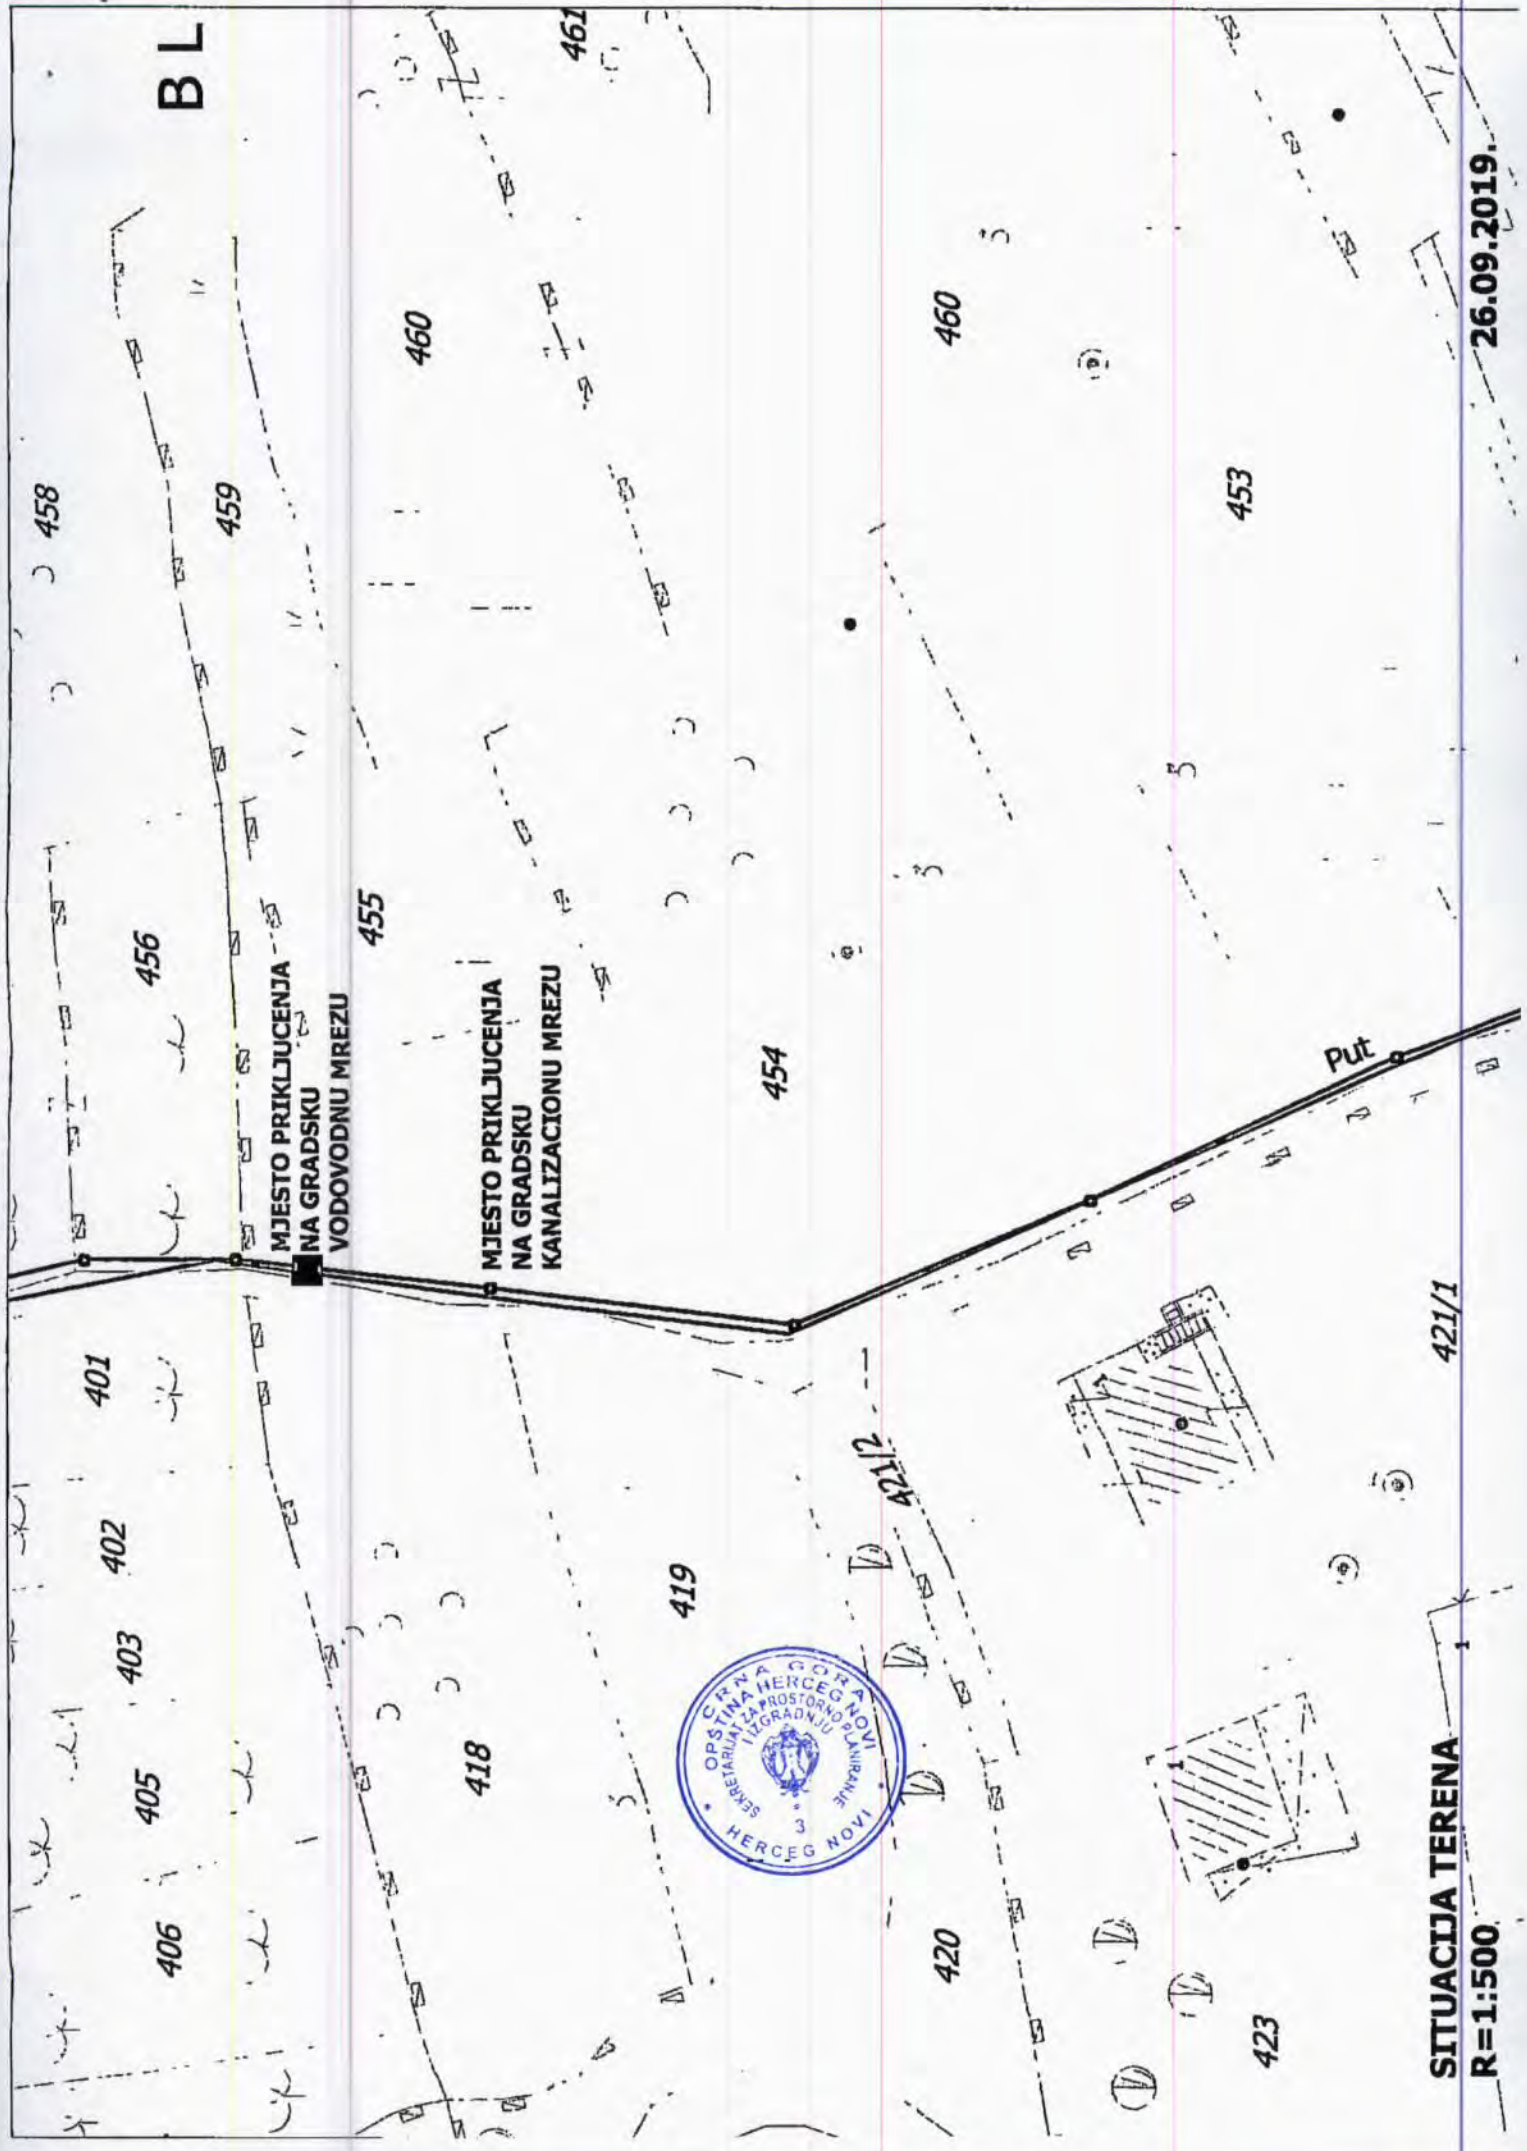 B L
458
461
456
459
460
455
MJESTO PRIKLJUCENJA
NA GRADSKU
VODOVODNU MREZU
401
402
403
405
406
MJESTO PRIKLJUCENJA
NA GRADSKU
KANALIZACIONU MREZU
418
419
454
460
421/2
420
453
Put
421/1
423
1
1
1
CRNA GORA
OPŠTINA HERCEG NOVI
SEKRETARIJAT ZA PROSTORNO PLANIRANJE
I IZGRADNJU
3
HERCEG NOVI
SITUACIJA TERENA
R=1:500
26.09.2019.